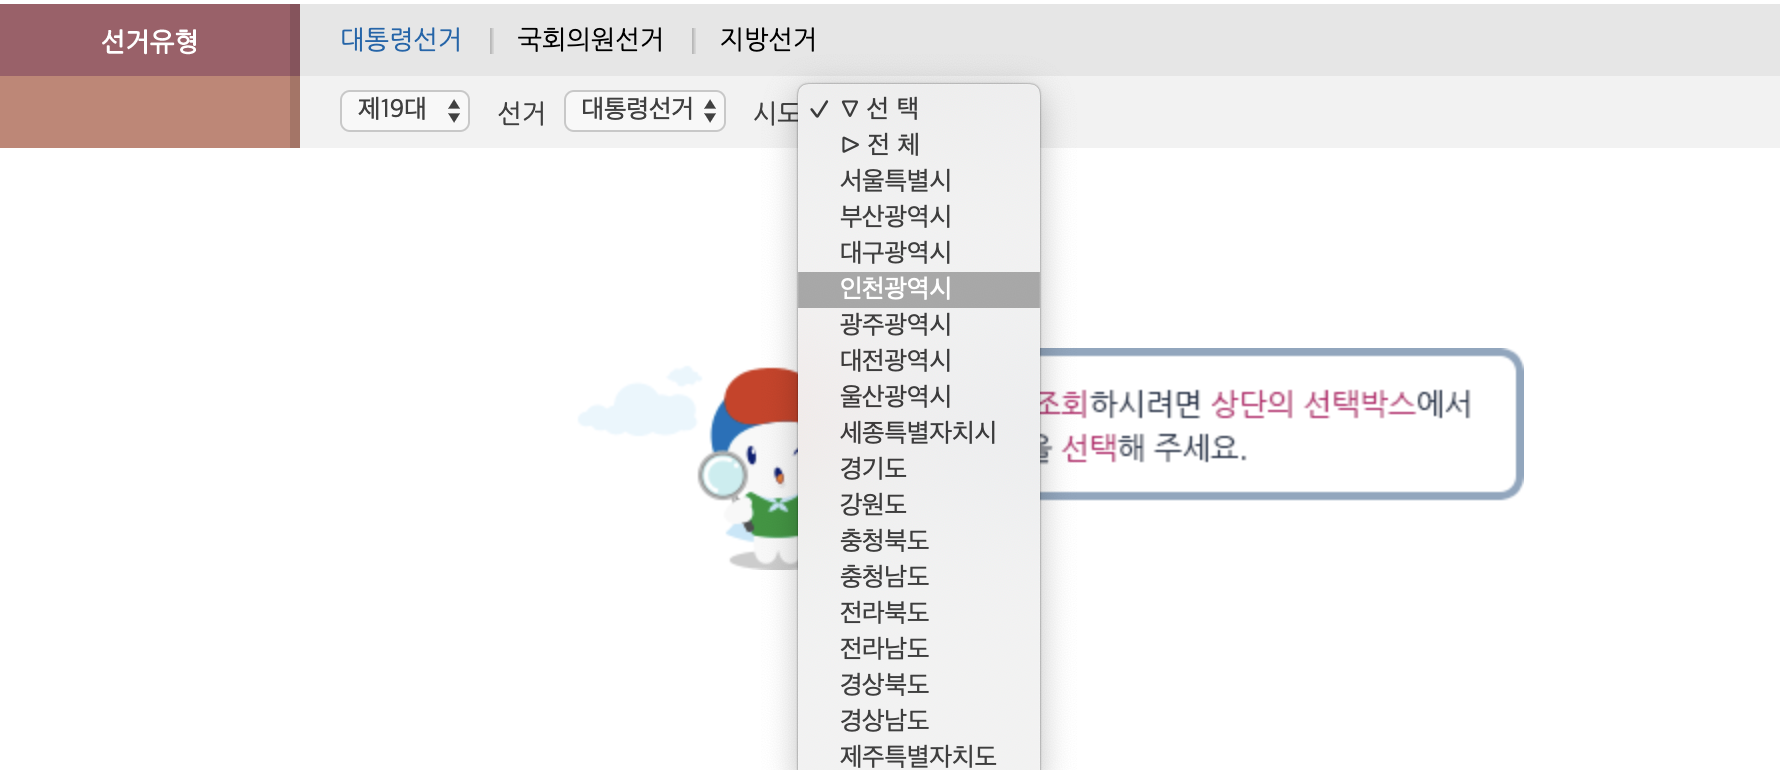 선거유형
대통령선거 | 국회의원선거 | 지방선거
제19대 선거 대통령선거 시도
✓ ▽ 선 택
▷ 전 체
서울특별시
부산광역시
대구광역시
인천광역시
광주광역시
대전광역시
울산광역시
세종특별자치시
경기도
강원도
충청북도
충청남도
전라북도
전라남도
경상북도
경상남도
제주특별자치도
조회하시려면 상단의 선택박스에서
을 선택해 주세요.